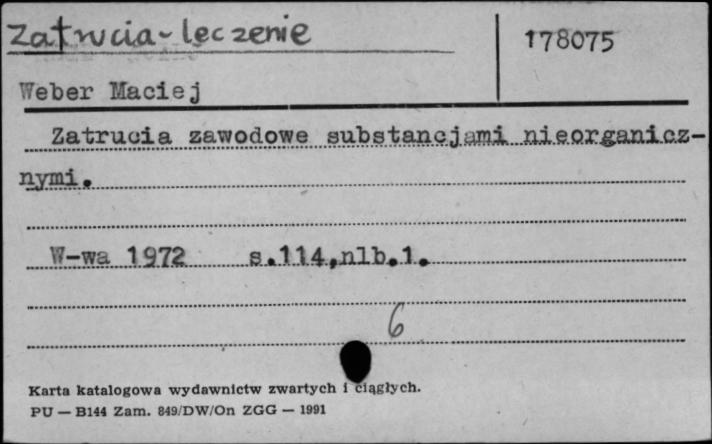 Zatrucia - leczenie
178075
Weber Maciej
Zatrucia zawodowe substancjami nieorganicz-
nymi.
W-wa 1972 s.114,nlb.1.
6
Karta katalogowa wydawnictw zwartych i ciągłych.
PU — B144 Zam. 849/DW/On ZGG — 1991